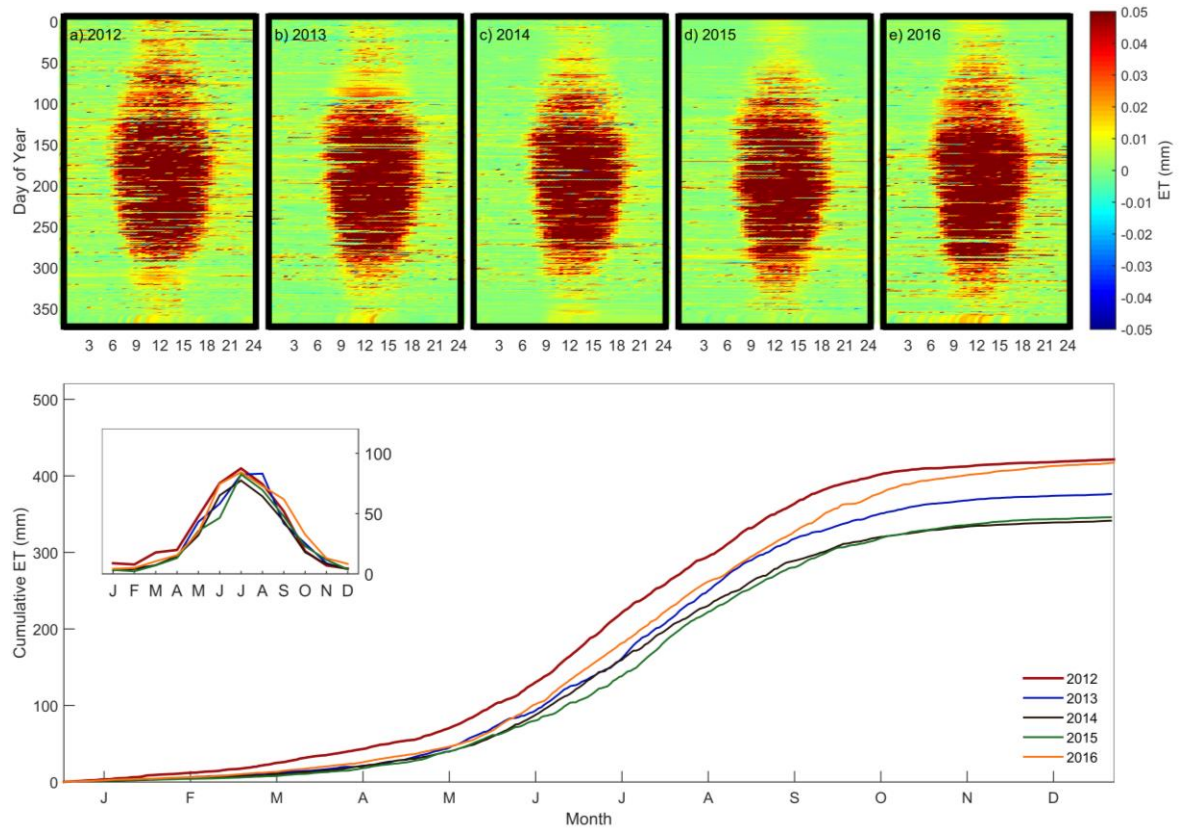 a) 2012
b) 2013
c) 2014
d) 2015
e) 2016
0
50
100
150
200
250
300
350
Day of Year
3 6 9 12 15 18 21 24
3 6 9 12 15 18 21 24
3 6 9 12 15 18 21 24
3 6 9 12 15 18 21 24
3 6 9 12 15 18 21 24
0.05
0.04
0.03
0.02
0.01
0
-0.01
-0.02
-0.03
-0.04
-0.05
ET (mm)
500
400
300
200
100
0
Cumulative ET (mm)
100
50
0
J F M A M J J A S O N D
2012
2013
2014
2015
2016
J F M A M J J A S O N D
Month